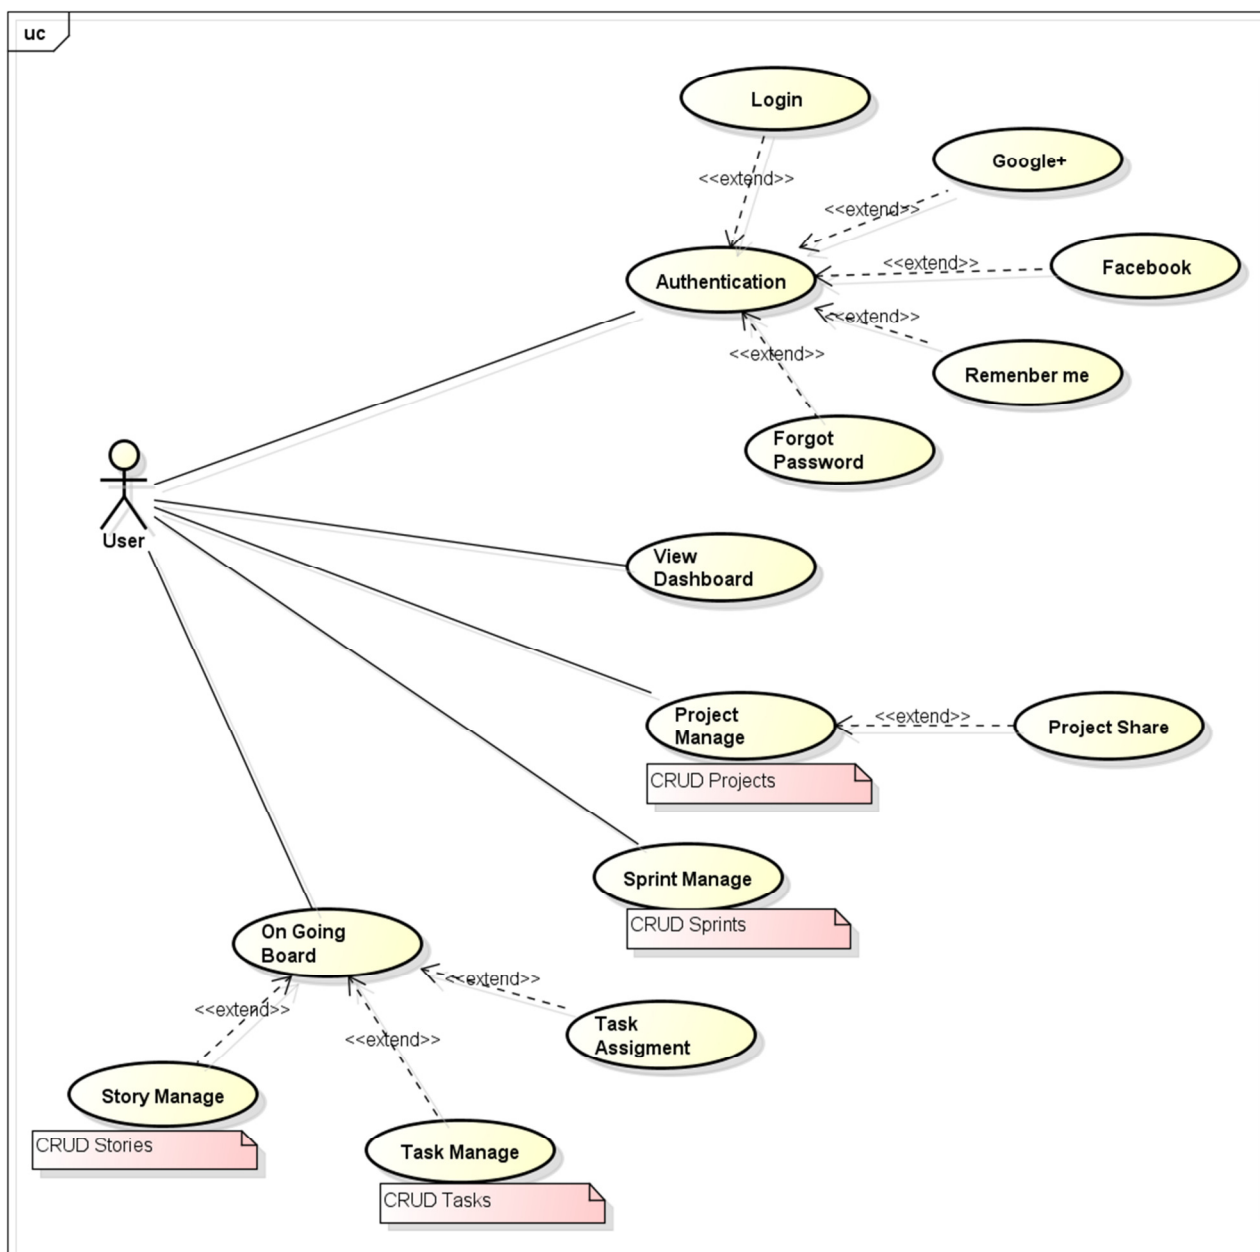 uc
Login
<<extend>>
Google+
<<extend>>
Facebook
<<extend>>
Authentication
<<extend>>
Remenber me
<<extend>>
Forgot
Password
User
View
Dashboard
Project
Manage
<<extend>>
Project Share
CRUD Projects
Sprint Manage
CRUD Sprints
On Going
Board
<<extend>>
<<extend>>
<<extend>>
Task
Assigment
Story Manage
CRUD Stories
Task Manage
CRUD Tasks